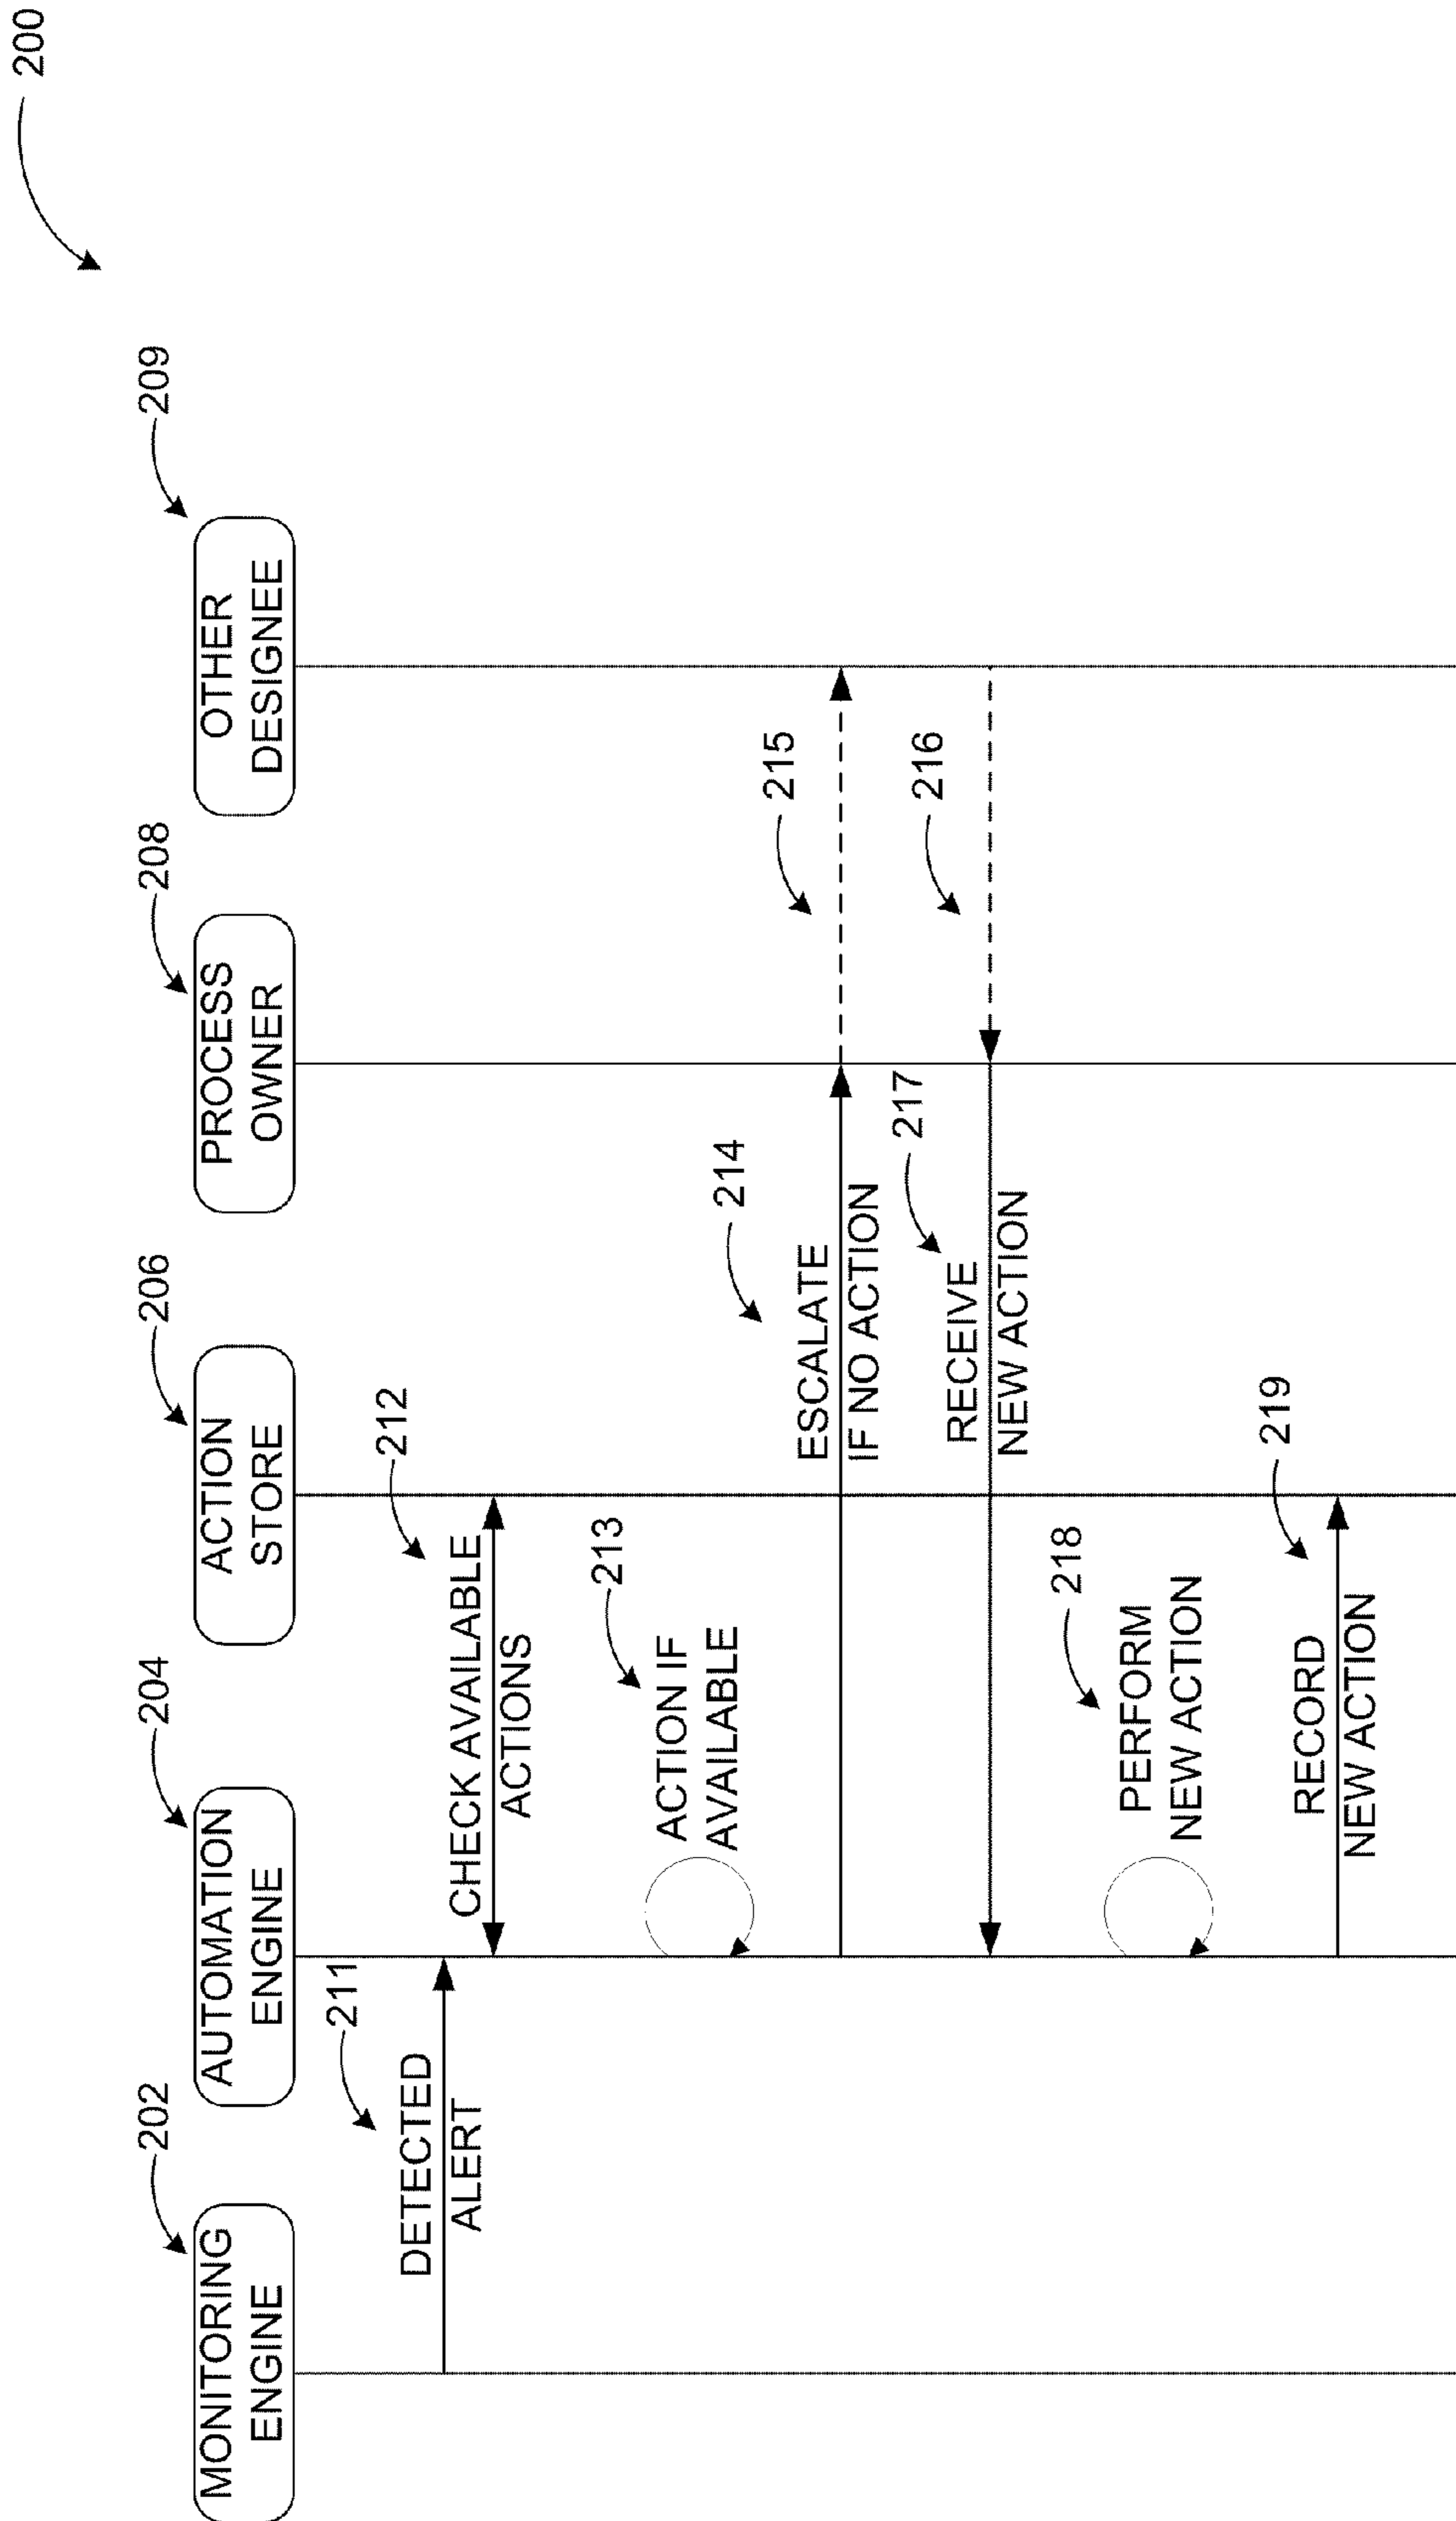 200
202
204
206
208
209
MONITORING
ENGINE
AUTOMATION
ENGINE
ACTION
STORE
PROCESS
OWNER
OTHER
DESIGNEE
211
DETECTED
ALERT
212
CHECK AVAILABLE
ACTIONS
213
ACTION IF
AVAILABLE
214
ESCALATE
IF NO ACTION
215
216
217
RECEIVE
NEW ACTION
218
PERFORM
NEW ACTION
219
RECORD
NEW ACTION